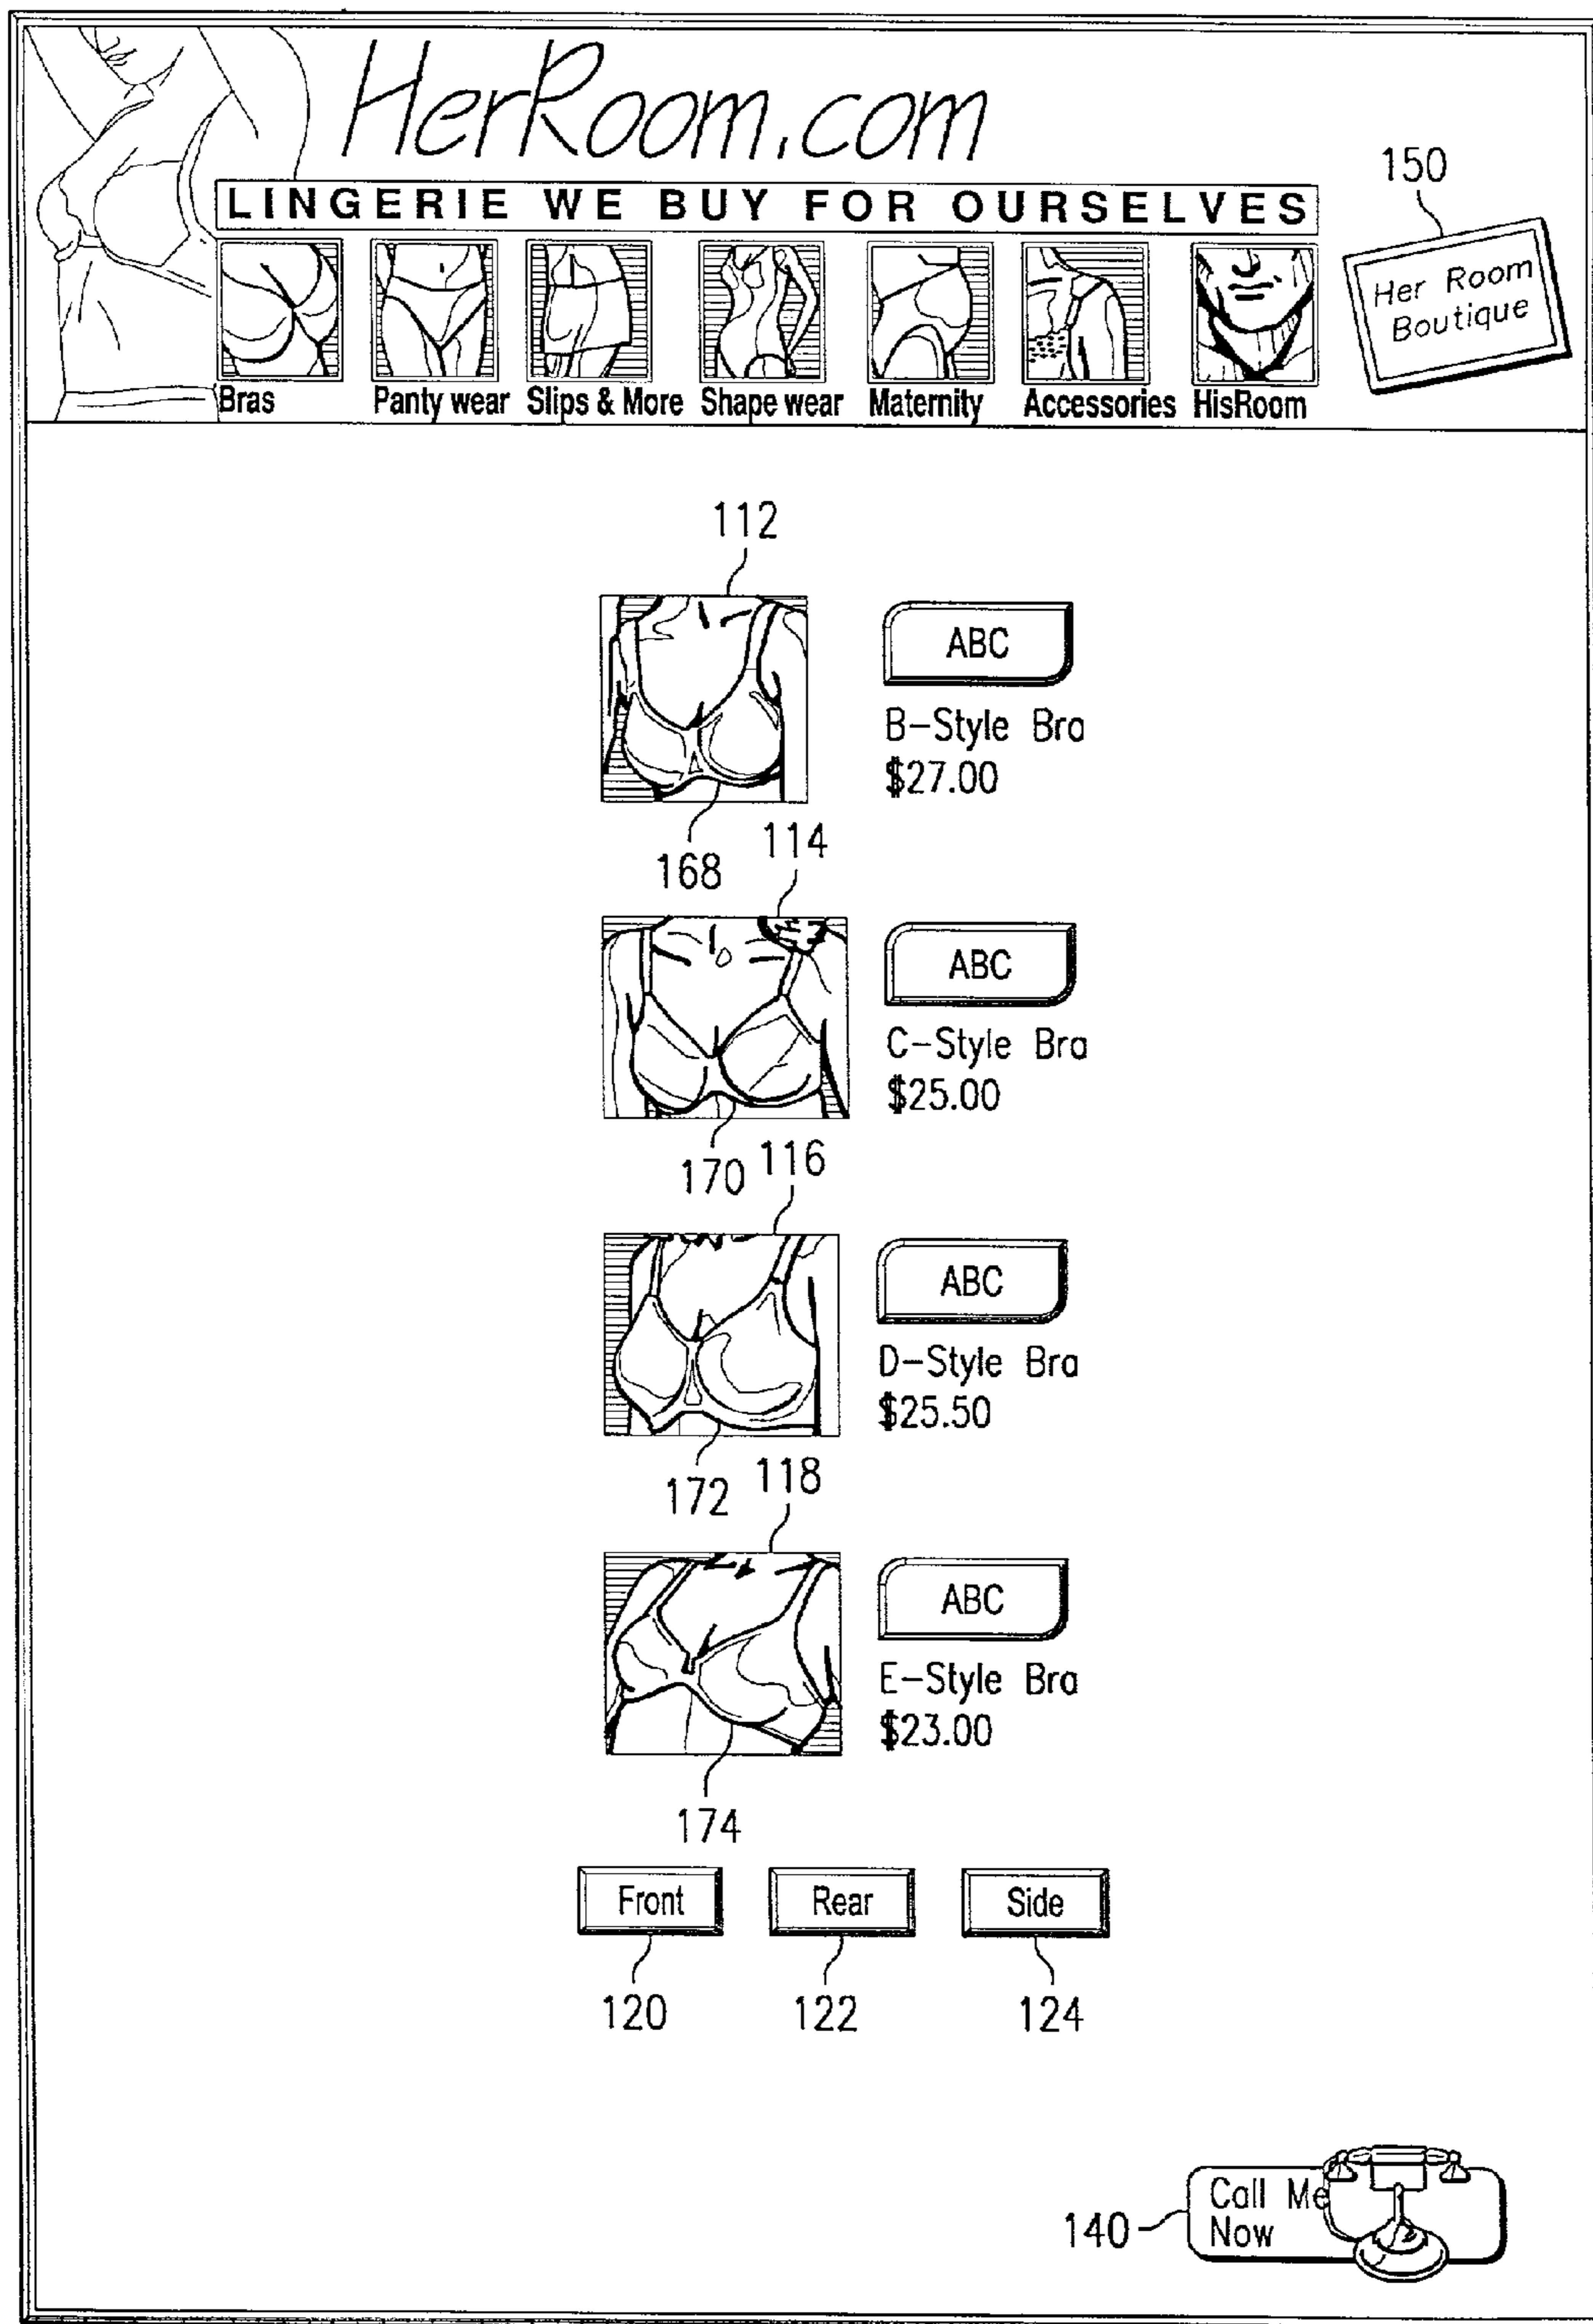 HerRoom.com
150
LINGERIE WE BUY FOR OURSELVES
Her Room
Boutique
Bras
Panty wear
Slips & More
Shape wear
Maternity
Accessories
HisRoom
112
ABC
B-Style Bra
$27.00
168
114
ABC
C-Style Bra
$25.00
170
116
ABC
D-Style Bra
$25.50
172
118
ABC
E-Style Bra
$23.00
174
Front
Rear
Side
120
122
124
140
Call Me
Now